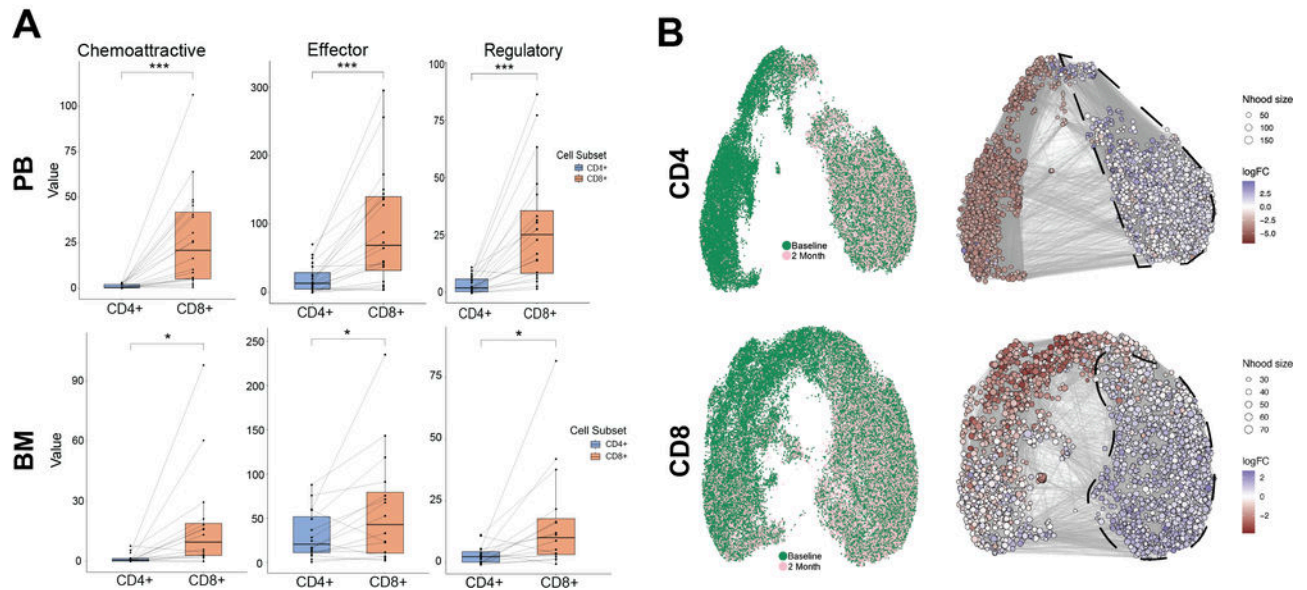 A
B
Chemoattractive
Effector
Regulatory
PB
Value
100
75
50
25
0
***
CD4+
CD8+
300
200
100
0
***
CD4+
CD8+
100
75
50
25
0
***
CD4+
CD8+
Cell Subset
CD4+
CD8+
BM
Value
90
60
30
0
*
CD4+
CD8+
250
200
150
100
50
0
*
CD4+
CD8+
75
50
25
0
*
CD4+
CD8+
Cell Subset
CD4+
CD8+
CD4
Baseline
2 Month
Nhood size
50
100
150
logFC
2.5
0.0
-2.5
-5.0
CD8
Baseline
2 Month
Nhood size
30
40
50
60
70
logFC
2
0
-2